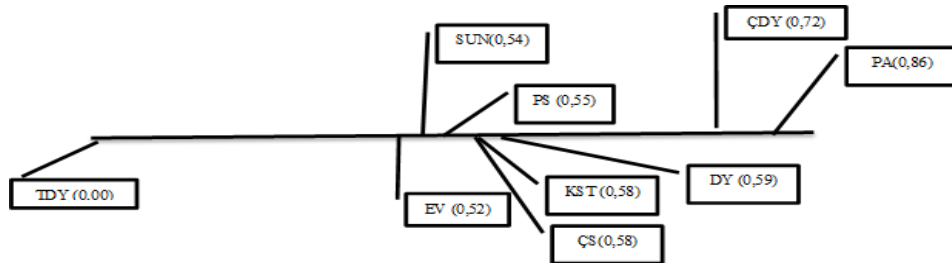 ÇDY (0,72)
SUN(0,54)
PA(0,86)
PS (0,55)
TDY (0.00)
EV (0,52)
KST (0,58)
DY (0,59)
ÇS(0,58)